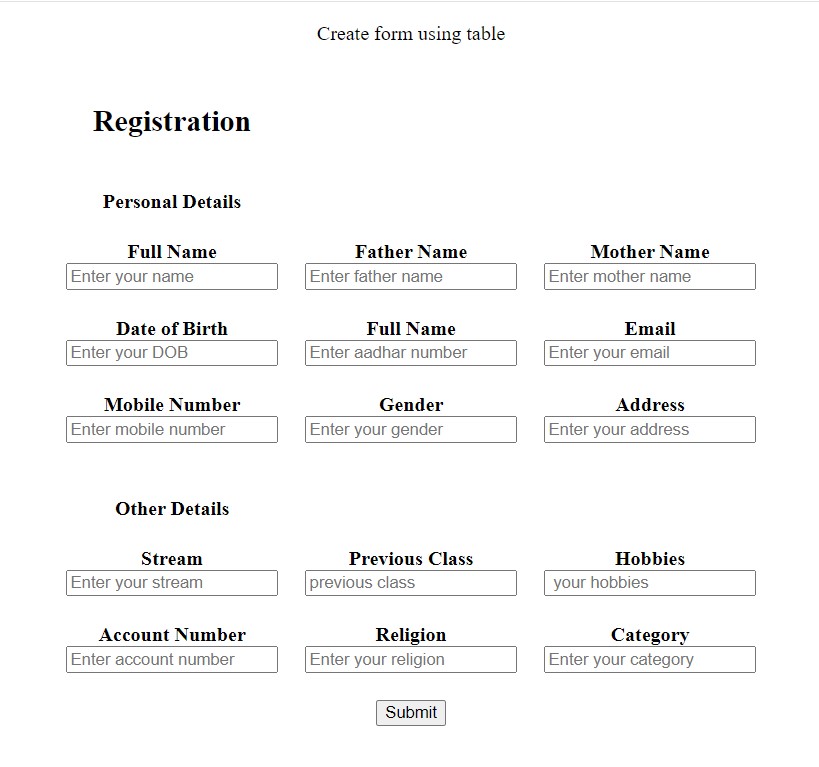 Create form using table
Registration
Personal Details
Full Name Father Name Mother Name
Enter your name Enter father name Enter mother name
Date of Birth Full Name Email
Enter your DOB Enter aadhar number Enter your email
Mobile Number Gender Address
Enter mobile number Enter your gender Enter your address
Other Details
Stream Previous Class Hobbies
Enter your stream previous class your hobbies
Account Number Religion Category
Enter account number Enter your religion Enter your category
Submit